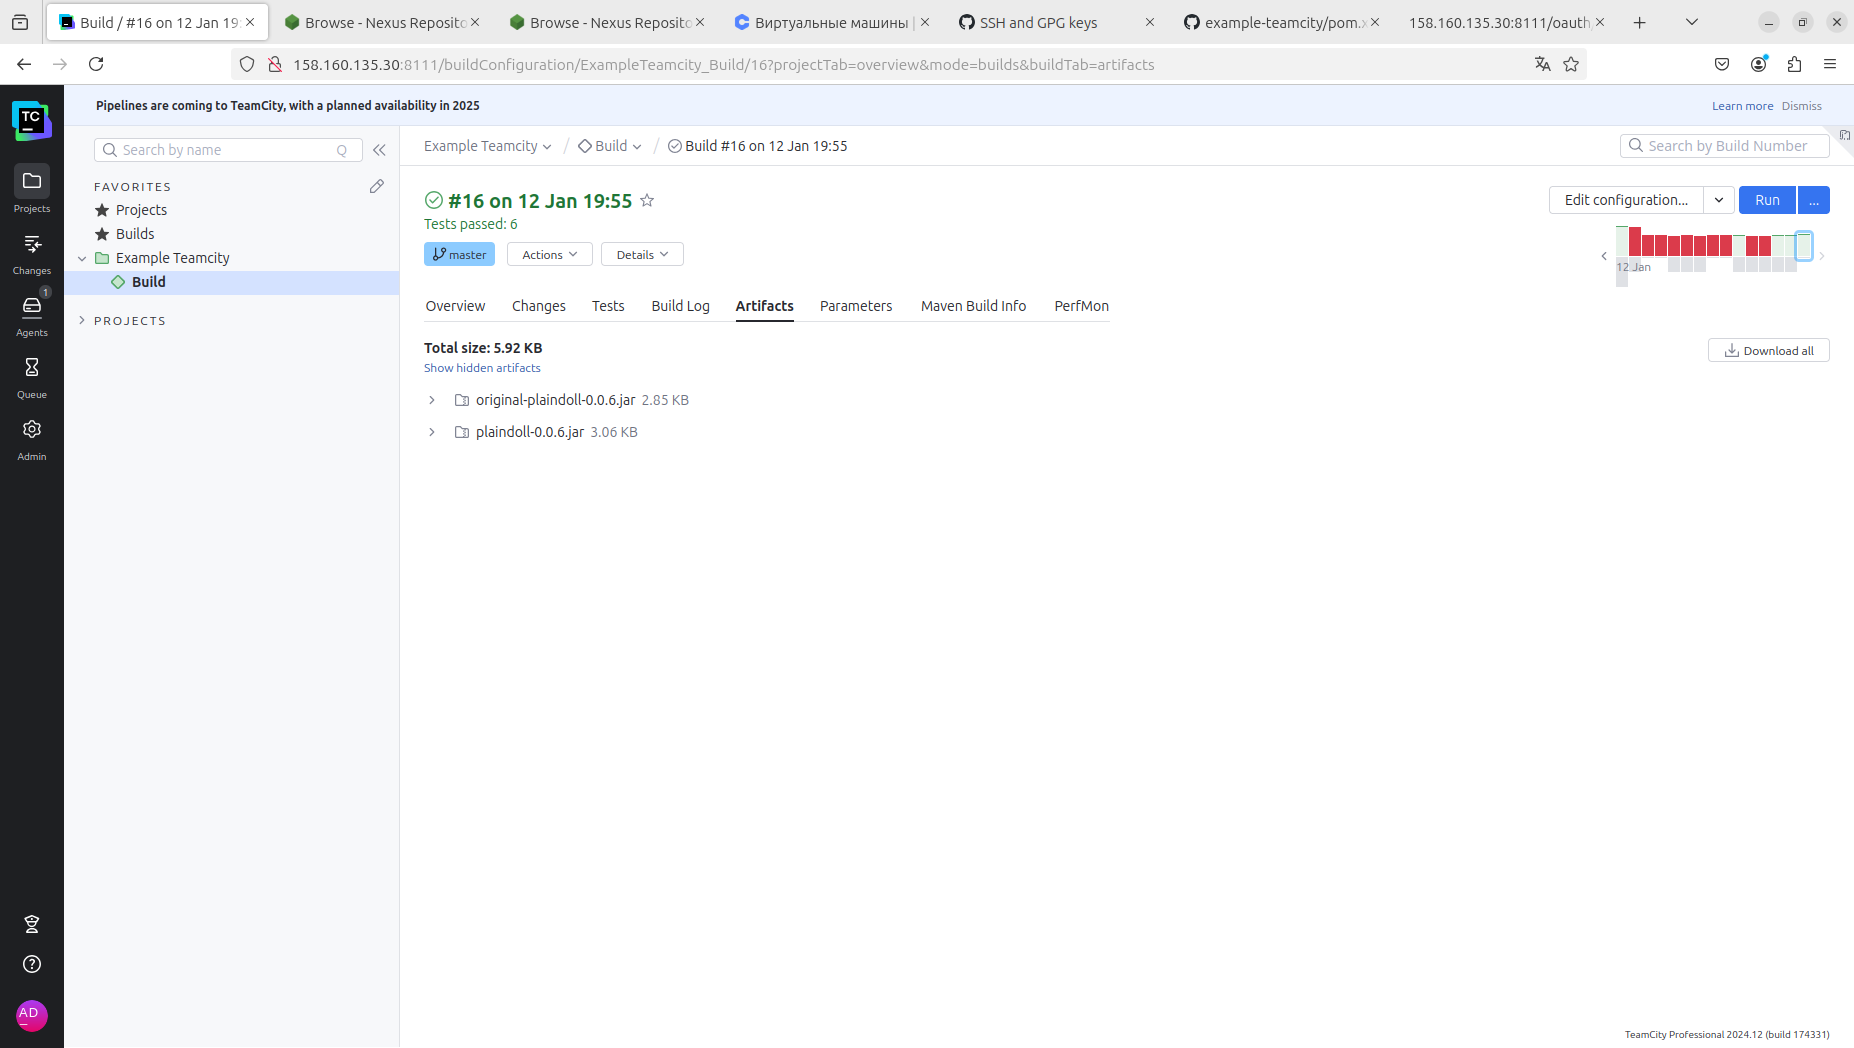 Build / #16 on 12 Jan 19:
Browse - Nexus Reposito
Browse - Nexus Reposito
Виртуальные машины |
SSH and GPG keys
example-teamcity/pom.x
158.160.135.30:8111/oauth
158.160.135.30:8111/buildConfiguration/ExampleTeamcity_Build/16?projectTab=overview&mode=builds&buildTab=artifacts
TC
Pipelines are coming to TeamCity, with a planned availability in 2025
Learn more
Dismiss
Projects
Changes
1
Agents
Queue
Admin
AD
Search by name
Q
FAVORITES
Projects
Builds
Example Teamcity
Build
PROJECTS
Example Teamcity / Build / Build #16 on 12 Jan 19:55
Search by Build Number
#16 on 12 Jan 19:55
Tests passed: 6
master
Actions
Details
Edit configuration...
Run
...
12 Jan
Overview
Changes
Tests
Build Log
Artifacts
Parameters
Maven Build Info
PerfMon
Total size: 5.92 KB
Show hidden artifacts
Download all
original-plaindoll-0.0.6.jar 2.85 KB
plaindoll-0.0.6.jar 3.06 KB
TeamCity Professional 2024.12 (build 174331)